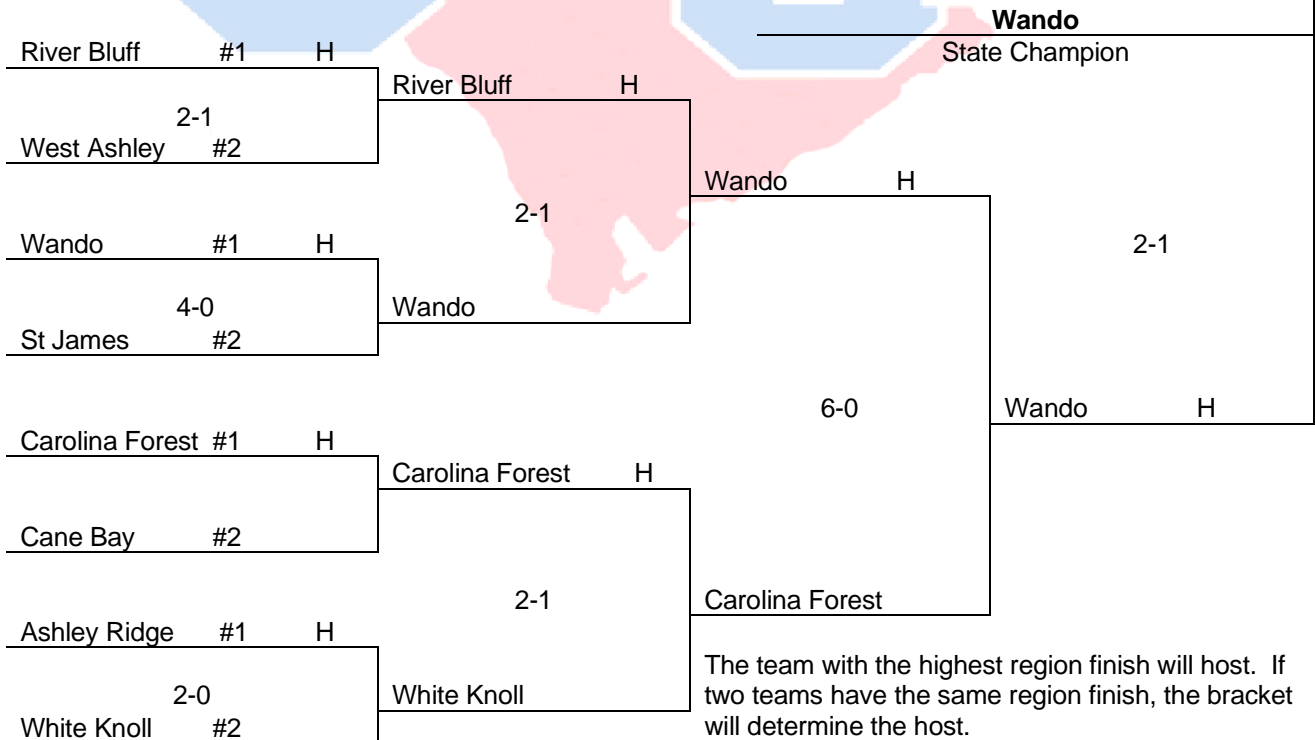 Wando
State Champion
River Bluff #1 H
River Bluff H
2-1
West Ashley #2
Wando H
2-1
Wando #1 H
2-1
4-0
Wando
St James #2
6-0
Wando H
Carolina Forest #1 H
Carolina Forest H
Cane Bay #2
2-1
Carolina Forest
Ashley Ridge #1 H
2-0
White Knoll
White Knoll #2
The team with the highest region finish will host. If
two teams have the same region finish, the bracket
will determine the host.